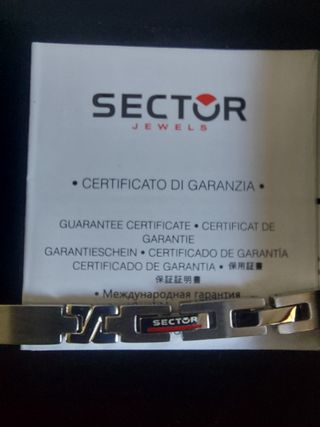 SECTOR
JEWELS
• CERTIFICATO DI GARANZIA •
GUARANTEE CERTIFICATE • CERTIFICAT DE
GARANTIE
GARANTIESCHEIN • CERTIFICADO DE GARANTÍA
CERTIFICADO DE GARANTIA • 保用証書
保証証明書
• Международная гарантия
SECTOR